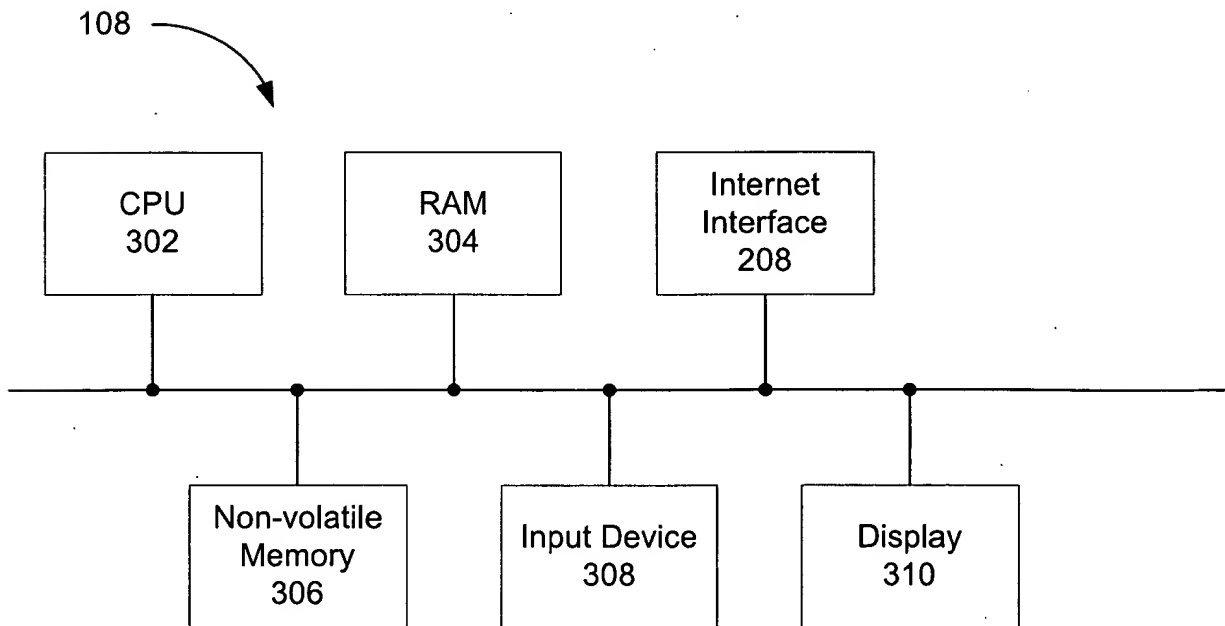 108
CPU
302
RAM
304
Internet
Interface
208
Non-volatile
Memory
306
Input Device
308
Display
310